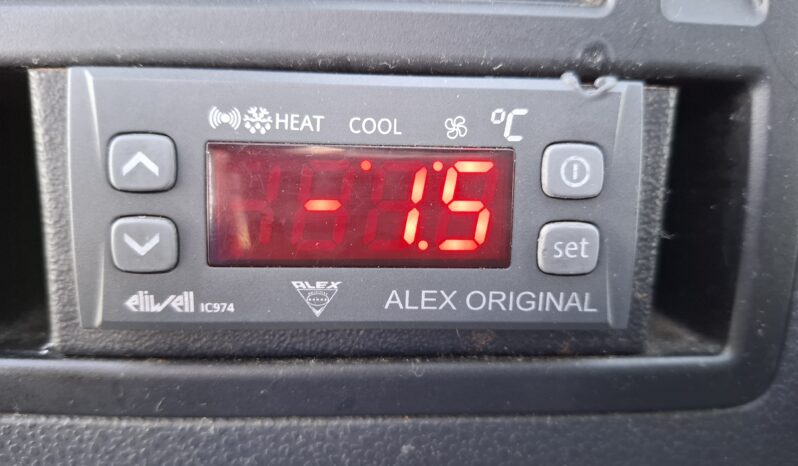 HEAT COOL °C
-1.5
set
eliwell IC974 ALEX ALEX ORIGINAL